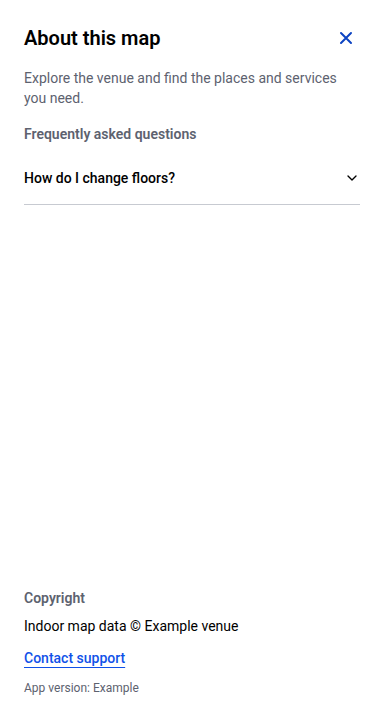 About this map
Explore the venue and find the places and services
you need.
Frequently asked questions
How do I change floors?
Copyright
Indoor map data © Example venue
Contact support
App version: Example